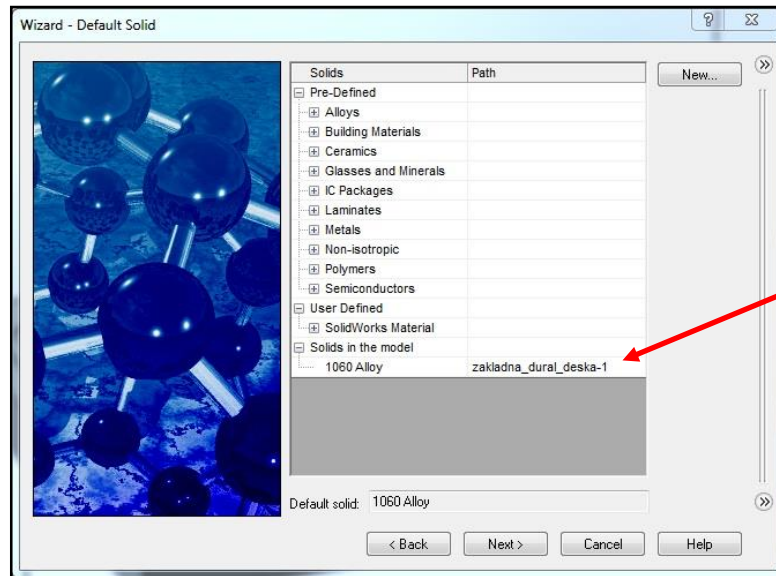 Wizard - Default Solid
Solids Path
Pre-Defined
Alloys
Building Materials
Ceramics
Glasses and Minerals
IC Packages
Laminates
Metals
Non-isotropic
Polymers
Semiconductors
User Defined
SolidWorks Material
Solids in the model
1060 Alloy zakladna_dural_deska-1
New...
Default solid: 1060 Alloy
< Back Next > Cancel Help